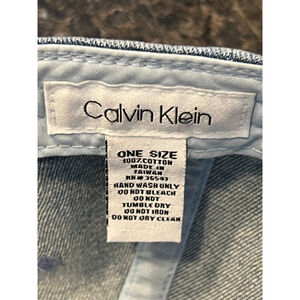 Calvin Klein
ONE SIZE
100% COTTON
MADE IN
TAIWAN
RN# 36543
HAND WASH ONLY
DO NOT BLEACH
DO NOT
TUMBLE DRY
DO NOT IRON
DO NOT DRY CLEAN